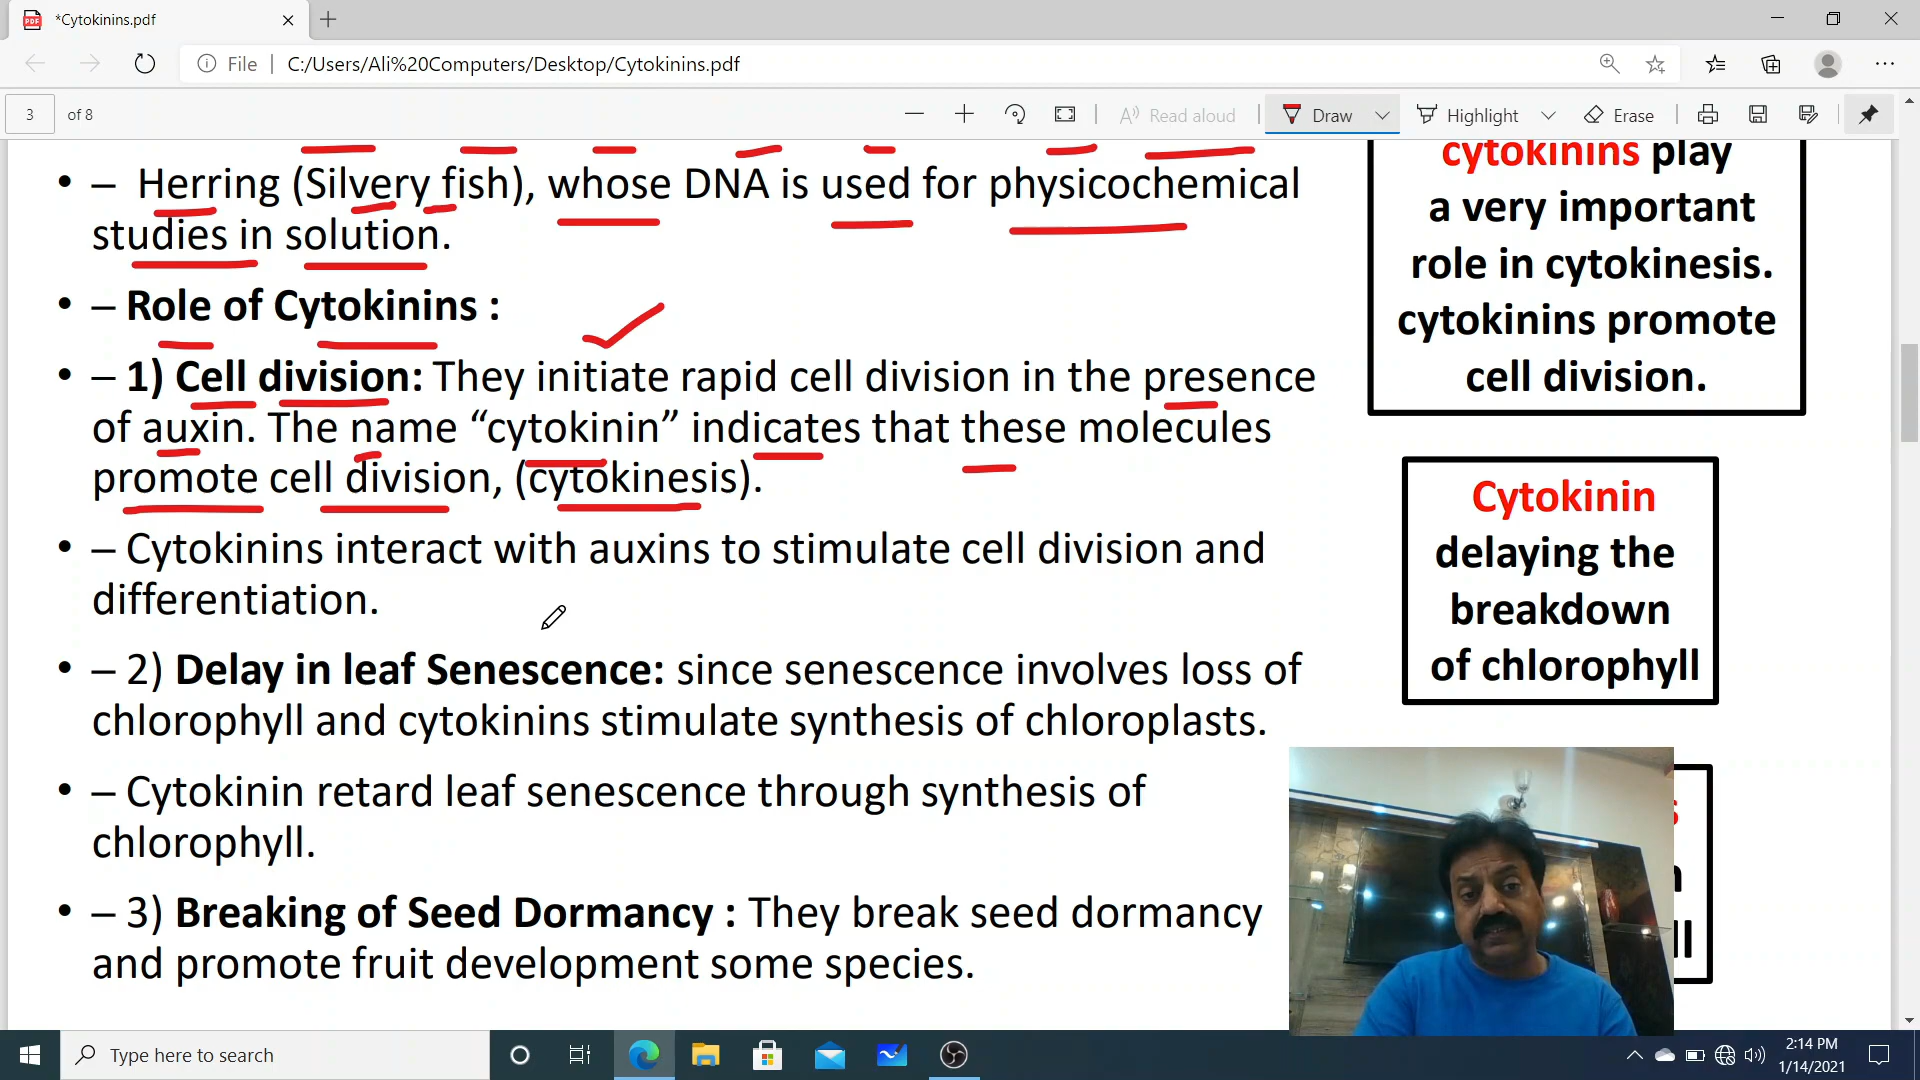 *Cytokinins.pdf
File
C:/Users/Ali%20Computers/Desktop/Cytokinins.pdf
3 of 8
Read aloud
Draw
Highlight
Erase
• – Herring (Silvery fish), whose DNA is used for physicochemical
studies in solution.
• – Role of Cytokinins :
• – 1) Cell division: They initiate rapid cell division in the presence
of auxin. The name “cytokinin” indicates that these molecules
promote cell division, (cytokinesis).
• – Cytokinins interact with auxins to stimulate cell division and
differentiation.
• – 2) Delay in leaf Senescence: since senescence involves loss of
chlorophyll and cytokinins stimulate synthesis of chloroplasts.
• – Cytokinin retard leaf senescence through synthesis of
chlorophyll.
• – 3) Breaking of Seed Dormancy : They break seed dormancy
and promote fruit development some species.
cytokinins play
a very important
role in cytokinesis.
cytokinins promote
cell division.
Cytokinin
delaying the
breakdown
of chlorophyll
Type here to search
2:14 PM
1/14/2021